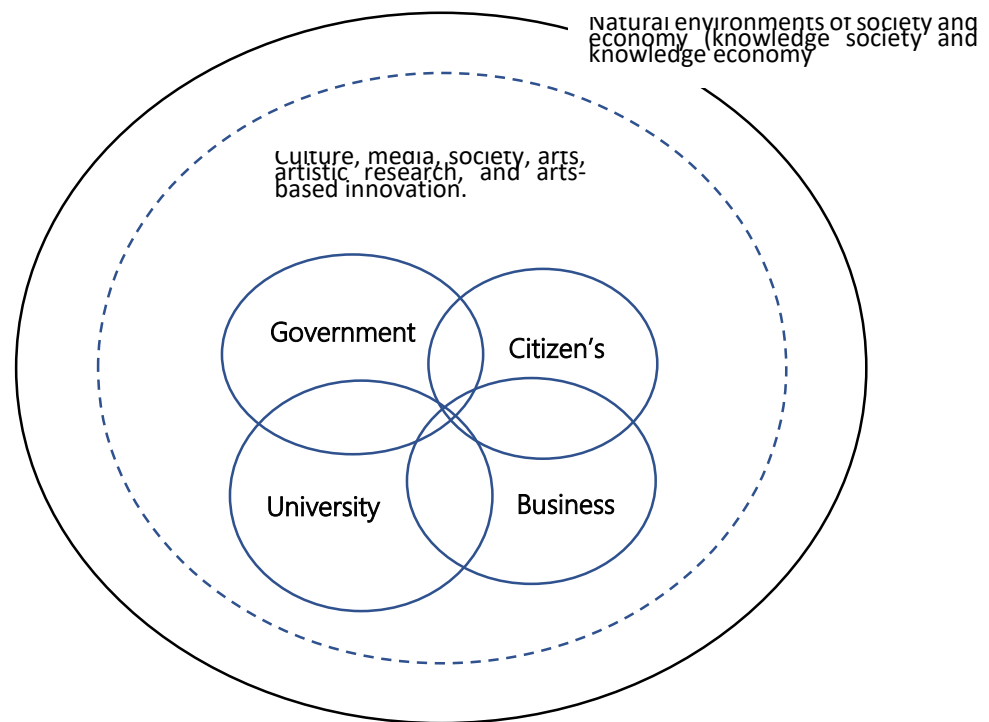 Natural environments of society and
economy (knowledge society and
knowledge economy
Culture, media, society, arts,
artistic research, and arts-
based innovation.
Government
Citizen’s
University
Business